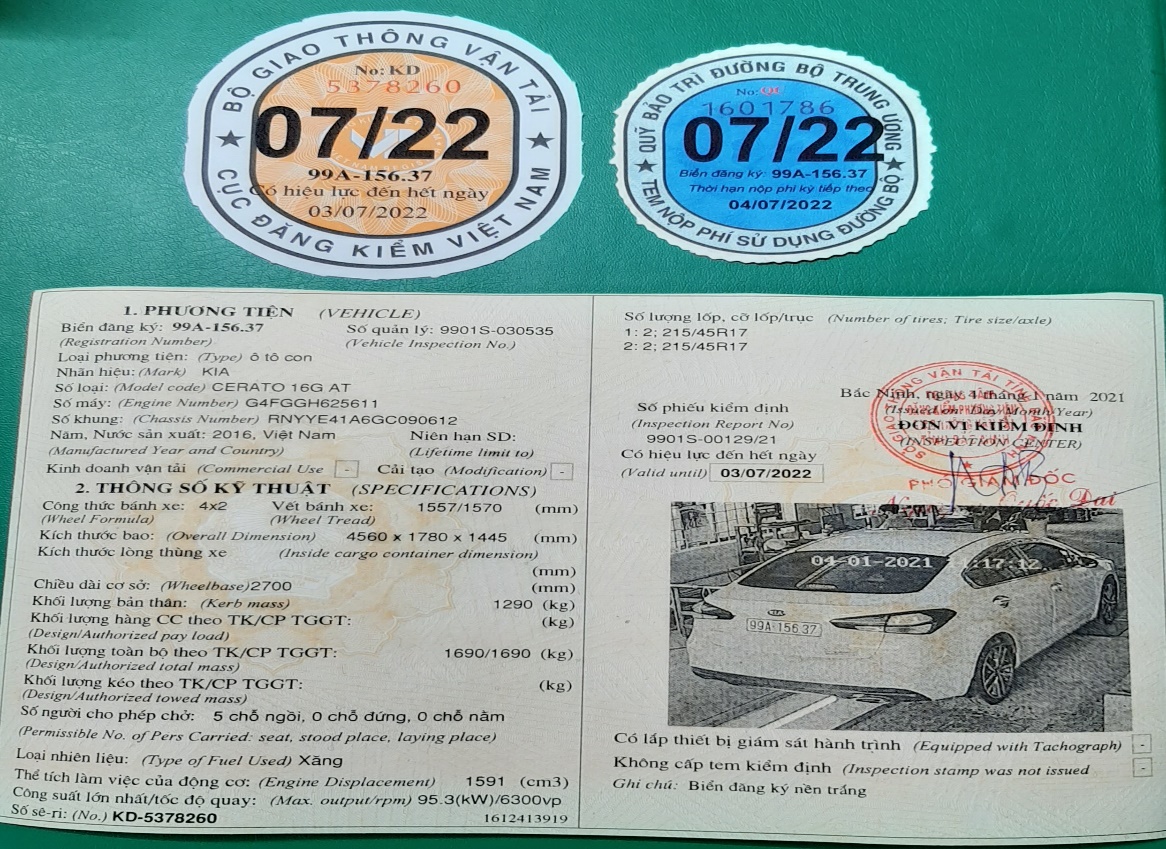 BỘ GIAO THÔNG VẬN TẢI
No: KD
5378260
07/22
99A-156.37
Có hiệu lực đến hết ngày
03/07/2022
CỤC ĐĂNG KIỂM VIỆT NAM
QUỸ BẢO TRÌ ĐƯỜNG BỘ TRUNG ƯƠNG
No:
1601786
07/22
Biển đăng ký: 99A-156.37
Thời hạn nộp phí kỳ tiếp theo
04/07/2022
TEM NỘP PHÍ SỬ DỤNG ĐƯỜNG BỘ
1. PHƯƠNG TIỆN (VEHICLE)
Biển đăng ký: 99A-156.37 Số quản lý: 9901S-030535
(Registration Number) (Vehicle Inspection No.)
Loại phương tiện: (Type) ô tô con
Nhãn hiệu: (Mark) KIA
Số loại: (Model code) CERATO 16G AT
Số máy: (Engine Number) G4FGGH625611
Số khung: (Chassis Number) RNYYE41A6GC090612
Năm, Nước sản xuất: 2016, Việt Nam Niên hạn SD:
(Manufactured Year and Country) (Lifetime limit to)
Kinh doanh vận tải (Commercial Use - Cải tạo (Modification) -
2. THÔNG SỐ KỸ THUẬT (SPECIFICATIONS)
Công thức bánh xe: 4x2 Vết bánh xe: 1557/1570 (mm)
(Wheel Formula) (Wheel Tread)
Kích thước bao: (Overall Dimension) 4560 x 1780 x 1445 (mm)
Kích thước lòng thùng xe (Inside cargo container dimension)
(mm)
Chiều dài cơ sở: (Wheelbase) 2700 (mm)
Khối lượng bản thân: (Kerb mass) 1290 (kg)
Khối lượng hàng CC theo TK/CP TGGT: (kg)
(Design/Authorized pay load)
Khối lượng toàn bộ theo TK/CP TGGT: 1690/1690 (kg)
(Design/Authorized total mass)
Khối lượng kéo theo TK/CP TGGT: (kg)
(Design/Authorized towed mass)
Số người cho phép chở: 5 chỗ ngồi, 0 chỗ đứng, 0 chỗ nằm
(Permissible No. of Pers Carried: seat, stood place, laying place)
Loại nhiên liệu: (Type of Fuel Used) Xăng
Thể tích làm việc của động cơ: (Engine Displacement) 1591 (cm3)
Công suất lớn nhất/tốc độ quay: (Max. output/rpm) 95.3(kW)/6300vp
Số sê-ri: (No.) KD-5378260 1612413919
Số lượng lốp, cỡ lốp/trục (Number of tires; Tire size/axle)
1: 2; 215/45R17
2: 2; 215/45R17
Bắc Ninh, ngày 4 tháng 1 năm 2021
(Issued on: Day/Month/Year)
Số phiếu kiểm định
(Inspection Report No)
9901S-00129/21
ĐƠN VỊ KIỂM ĐỊNH
(INSPECTION CENTER)
Có hiệu lực đến hết ngày
(Valid until) 03/07/2022
PHÓ GIÁM ĐỐC
Quốc Đại
04-01-2021 11:17:12
KIA
99A-156.37
Có lắp thiết bị giám sát hành trình (Equipped with Tachograph) -
Không cấp tem kiểm định (Inspection stamp was not issued -
Ghi chú: Biển đăng ký nền trắng